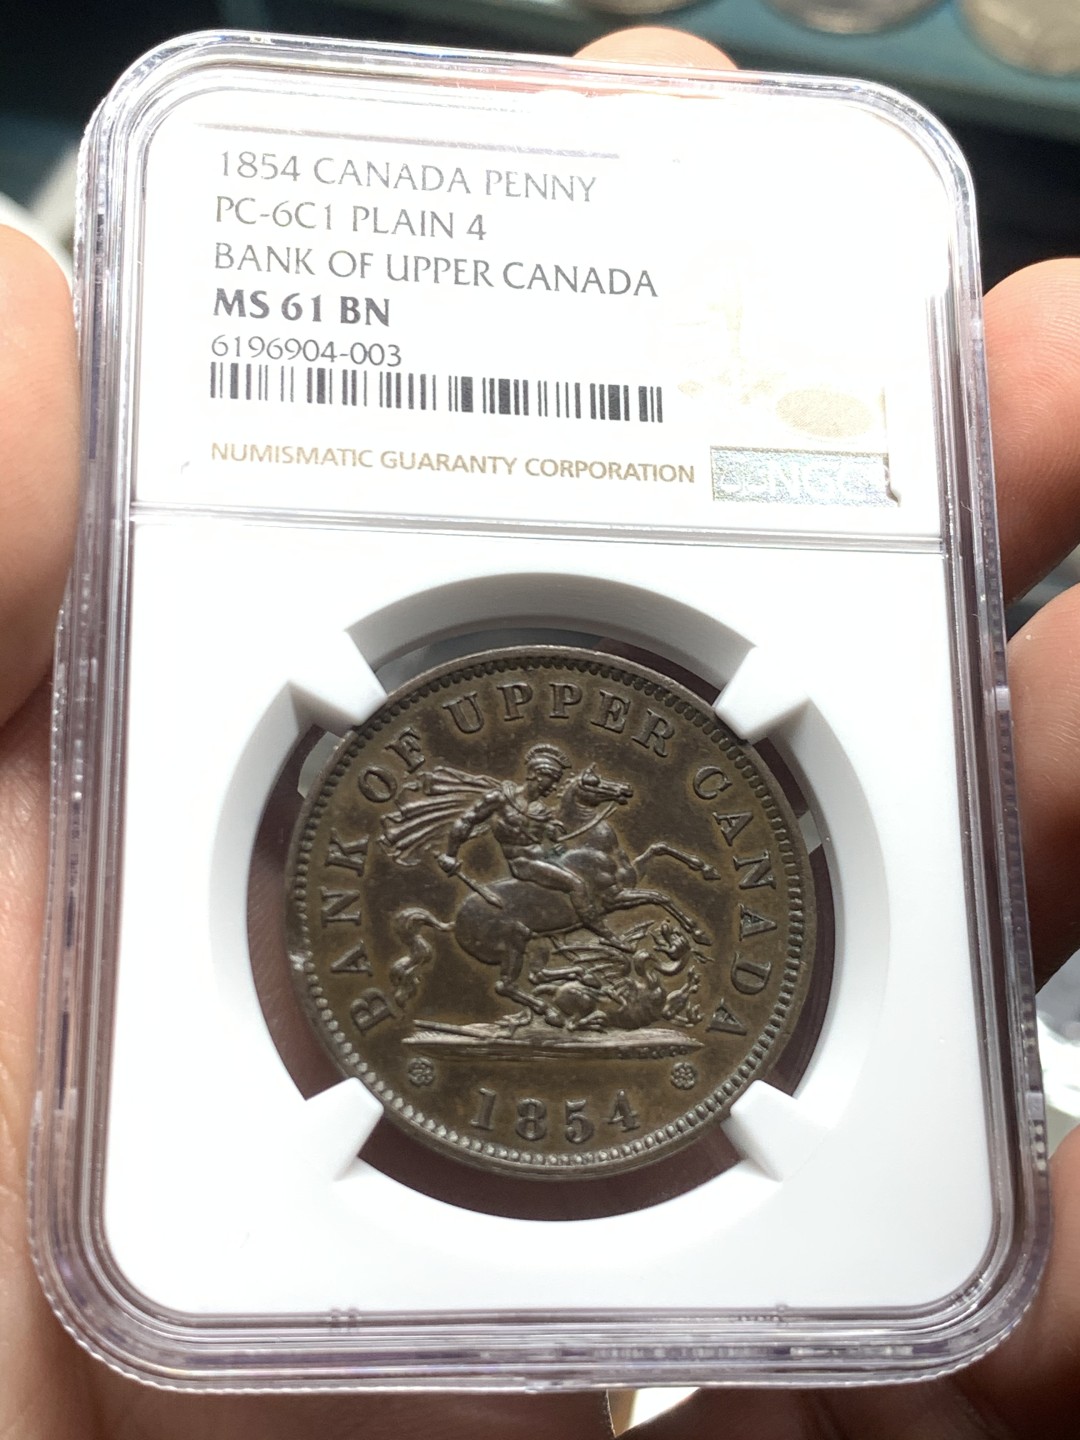 1854 CANADA PENNY
PC-6C1 PLAIN 4
BANK OF UPPER CANADA
MS 61 BN
6196904-003
NUMISMATIC GUARANTY CORPORATION
NGC
BANK OF UPPER CANADA
1854